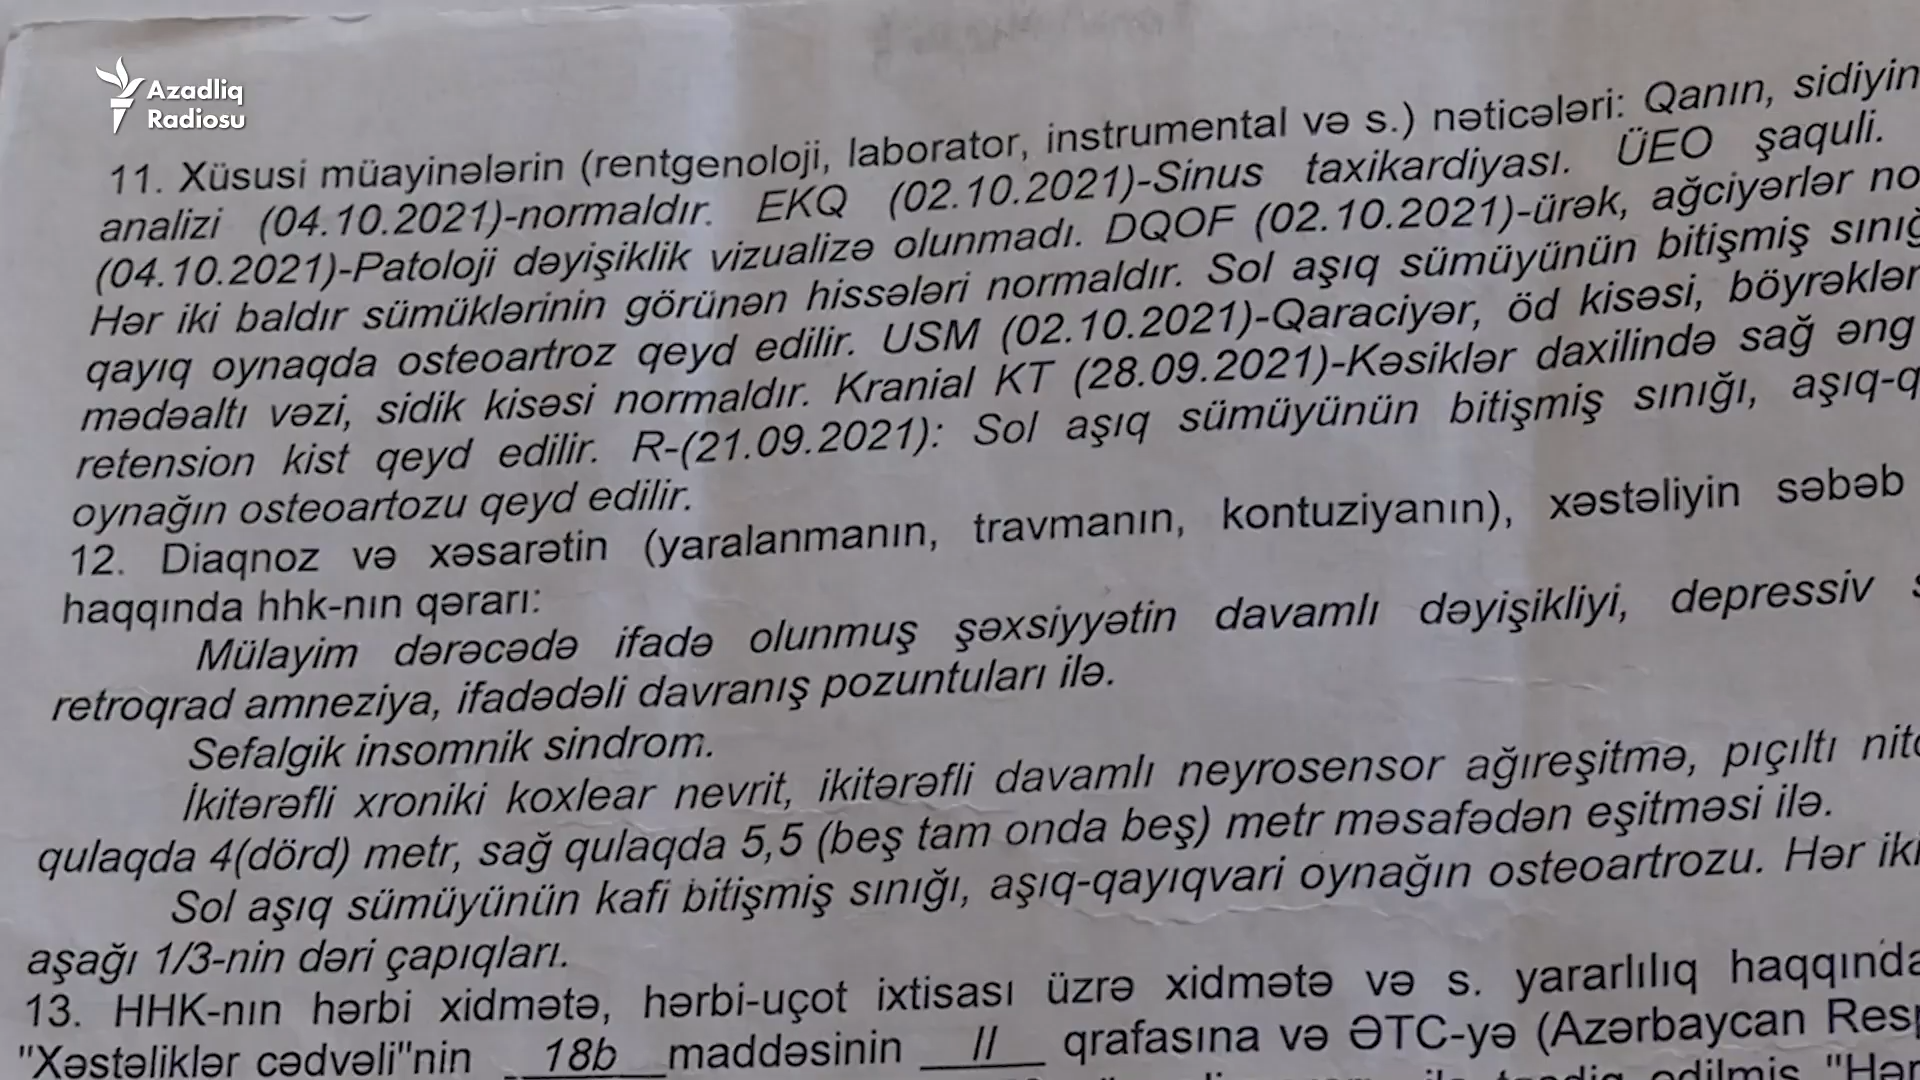 Azadlıq
Radiosu
11. Xüsusi müayinələrin (rentgenoloji, laborator, instrumental və s.) nəticələri: Qanın, sidiyin
analizi (04.10.2021)-normaldır. EKQ (02.10.2021)-Sinus taxikardiyası. ÜEO şaquli.
(04.10.2021)-Patoloji dəyişiklik vizualizə olunmadı. DQOF (02.10.2021)-ürək, ağciyərlər no
Hər iki baldır sümüklərinin görünən hissələri normaldır. Sol aşıq sümüyünün bitişmiş sınığ
qayıq oynaqda osteoartroz qeyd edilir. USM (02.10.2021)-Qaraciyər, öd kisəsi, böyrəklər
mədəaltı vəzi, sidik kisəsi normaldır. Kranial KT (28.09.2021)-Kəsiklər daxilində sağ əng
retension kist qeyd edilir. R-(21.09.2021): Sol aşıq sümüyünün bitişmiş sınığı, aşıq-q
oynağın osteoartozu qeyd edilir.
12. Diaqnoz və xəsarətin (yaralanmanın, travmanın, kontuziyanın), xəstəliyin səbəb
haqqında hhk-nın qərarı:
Mülayim dərəcədə ifadə olunmuş şəxsiyyətin davamlı dəyişikliyi, depressiv s
retroqrad amneziya, ifadədəli davranış pozuntuları ilə.
Sefalgik insomnik sindrom.
İkitərəfli xroniki koxlear nevrit, ikitərəfli davamlı neyrosensor ağıreşitmə, pıçıltı nitq
qulaqda 4(dörd) metr, sağ qulaqda 5,5 (beş tam onda beş) metr məsafədən eşitməsi ilə.
Sol aşıq sümüyünün kafi bitişmiş sınığı, aşıq-qayıqvari oynağın osteoartrozu. Hər iki
aşağı 1/3-nin dəri çapıqları.
13. HHK-nın hərbi xidmətə, hərbi-uçot ixtisası üzrə xidmətə və s. yararlılıq haqqında
"Xəstəliklər cədvəli"nin 18b maddəsinin II qrafasına və ƏTC-yə (Azərbaycan Resp
edilmiş "Hər